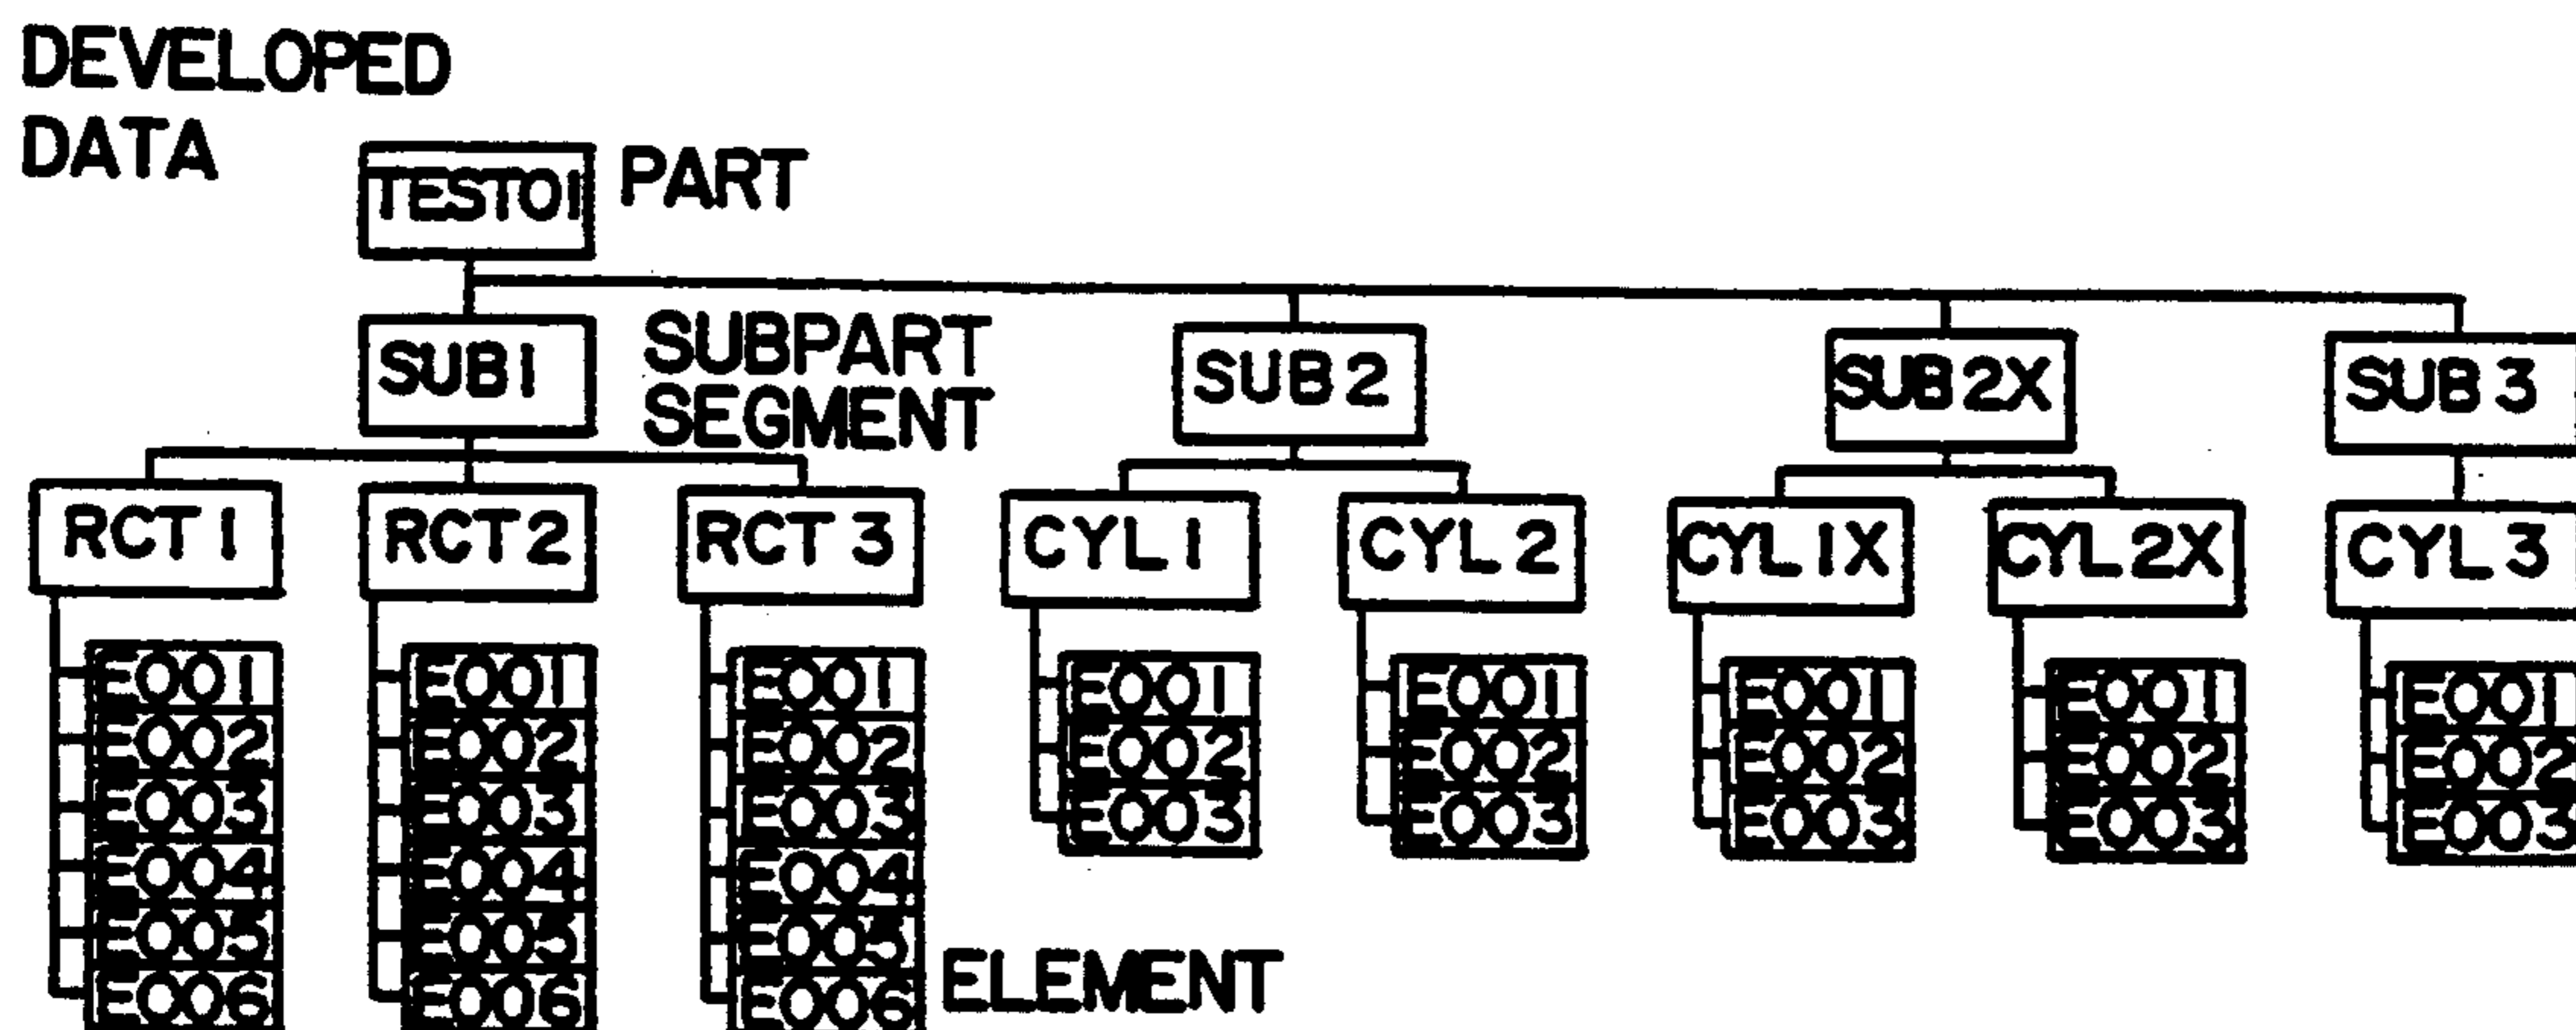 DEVELOPED
DATA
TEST01 PART
SUB1 SUBPART SEGMENT SUB2 SUB2X SUB3
RCT1 RCT2 RCT3 CYL1 CYL2 CYL1X CYL2X CYL3
E001 E001 E001 E001 E001 E001 E001 E001
E002 E002 E002 E002 E002 E002 E002 E002
E003 E003 E003 E003 E003 E003 E003 E003
E004 E004 E004
E005 E005 E005
E006 E006 E006 ELEMENT